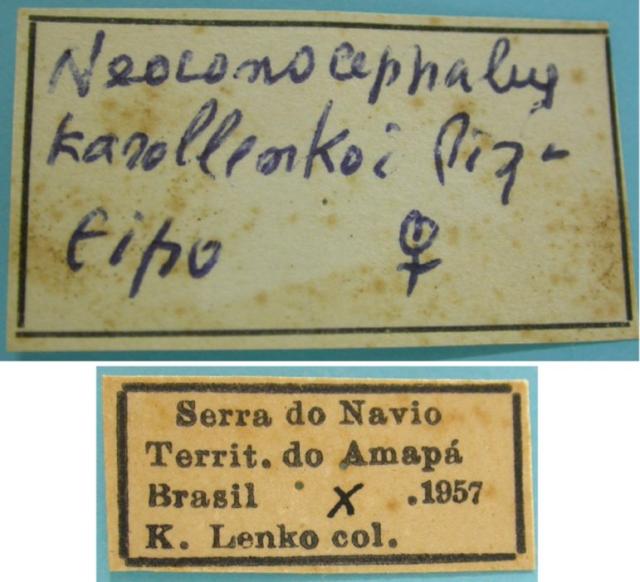 Neoconocephalus
karollenkoi Piza
tipo ♀
Serra do Navio
Territ. do Amapá
Brasil X .1957
K. Lenko col.